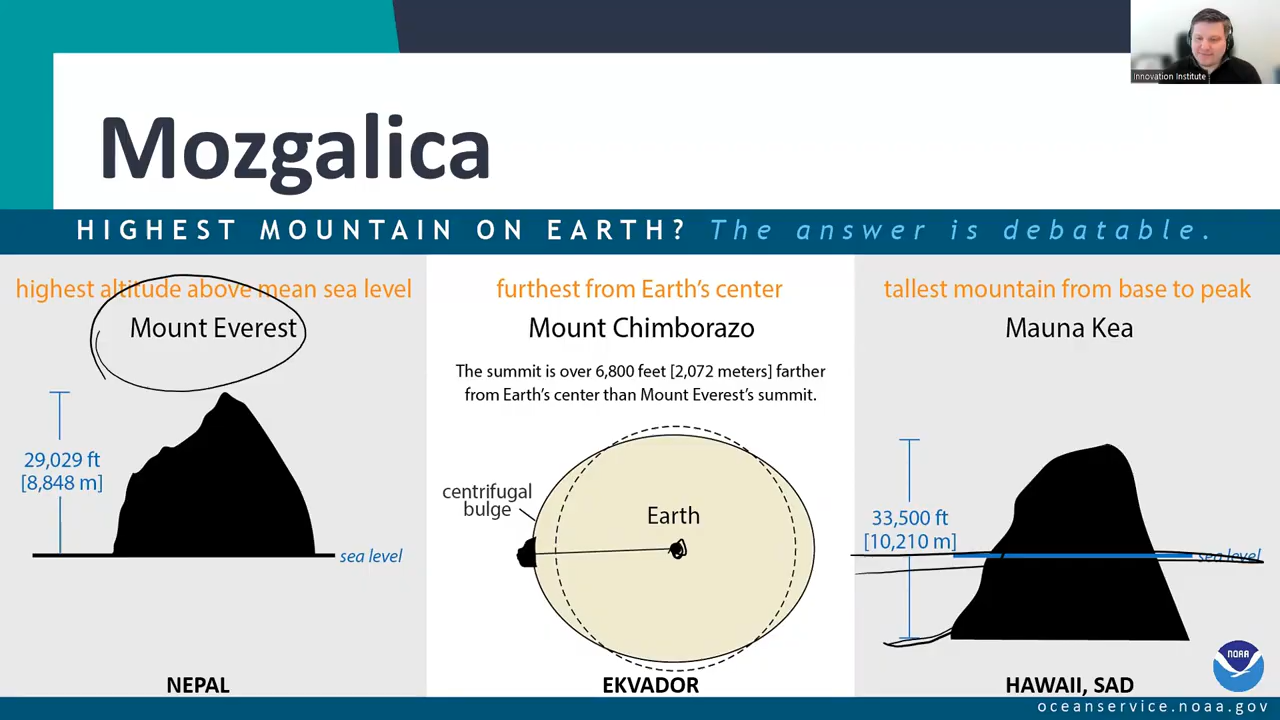 Innovation Institute
Mozgalica
HIGHEST MOUNTAIN ON EARTH? The answer is debatable.
highest altitude above mean sea level
Mount Everest
29,029 ft
[8,848 m]
sea level
NEPAL
furthest from Earth's center
Mount Chimborazo
The summit is over 6,800 feet [2,072 meters] farther
from Earth's center than Mount Everest's summit.
centrifugal
bulge
Earth
EKVADOR
tallest mountain from base to peak
Mauna Kea
33,500 ft
[10,210 m]
sea level
HAWAII, SAD
NOAA
oceanservice.noaa.gov